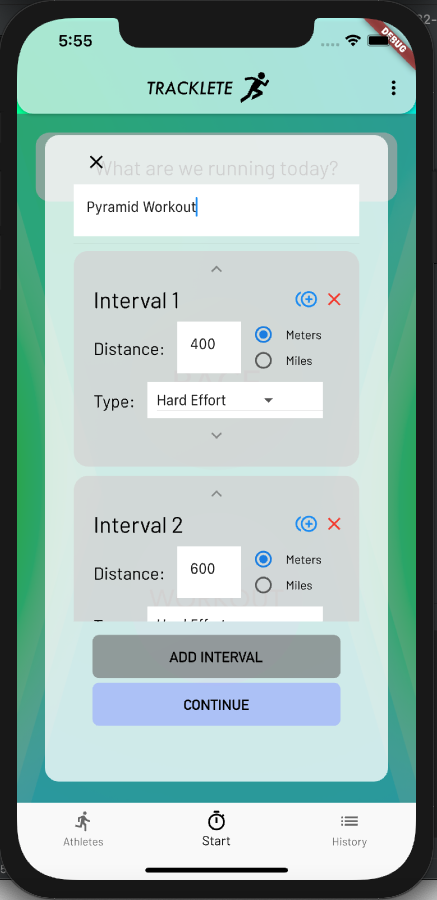 5:55
DEBUG
TRACKLETE
What are we running today?
Pyramid Workout
Interval 1
Distance: 400
Meters
Miles
Type: Hard Effort
Interval 2
Distance: 600
Meters
Miles
ADD INTERVAL
CONTINUE
Athletes
Start
History